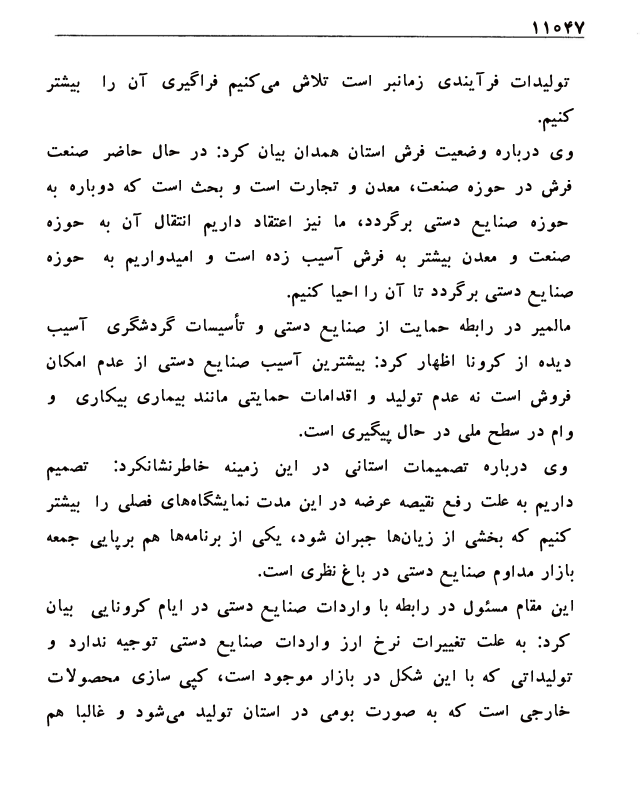 ۱۱۰۴۷
تولیدات فرآیندی زمانبر است تلاش می‌کنیم فراگیری آن را بیشتر
کنیم.
وی درباره وضعیت فرش استان همدان بیان کرد: در حال حاضر صنعت
فرش در حوزه صنعت، معدن و تجارت است و بحث است که دوباره به
حوزه صنایع دستی برگردد، ما نیز اعتقاد داریم انتقال آن به حوزه
صنعت و معدن بیشتر به فرش آسیب زده است و امیدواریم به حوزه
صنایع دستی برگردد تا آن را احیا کنیم.
مالمیر در رابطه حمایت از صنایع دستی و تأسیسات گردشگری آسیب
دیده از کرونا اظهار کرد: بیشترین آسیب صنایع دستی از عدم امکان
فروش است نه عدم تولید و اقدامات حمایتی مانند بیماری بیکاری و
وام در سطح ملی در حال پیگیری است.
وی درباره تصمیمات استانی در این زمینه خاطرنشانکرد: تصمیم
داریم به علت رفع نقیصه عرضه در این مدت نمایشگاه‌های فصلی را بیشتر
کنیم که بخشی از زیان‌ها جبران شود، یکی از برنامه‌ها هم برپایی جمعه
بازار مداوم صنایع دستی در باغ نظری است.
این مقام مسئول در رابطه با واردات صنایع دستی در ایام کرونایی بیان
کرد: به علت تغییرات نرخ ارز واردات صنایع دستی توجیه ندارد و
تولیداتی که با این شکل در بازار موجود است، کپی سازی محصولات
خارجی است که به صورت بومی در استان تولید می‌شود و غالبا هم